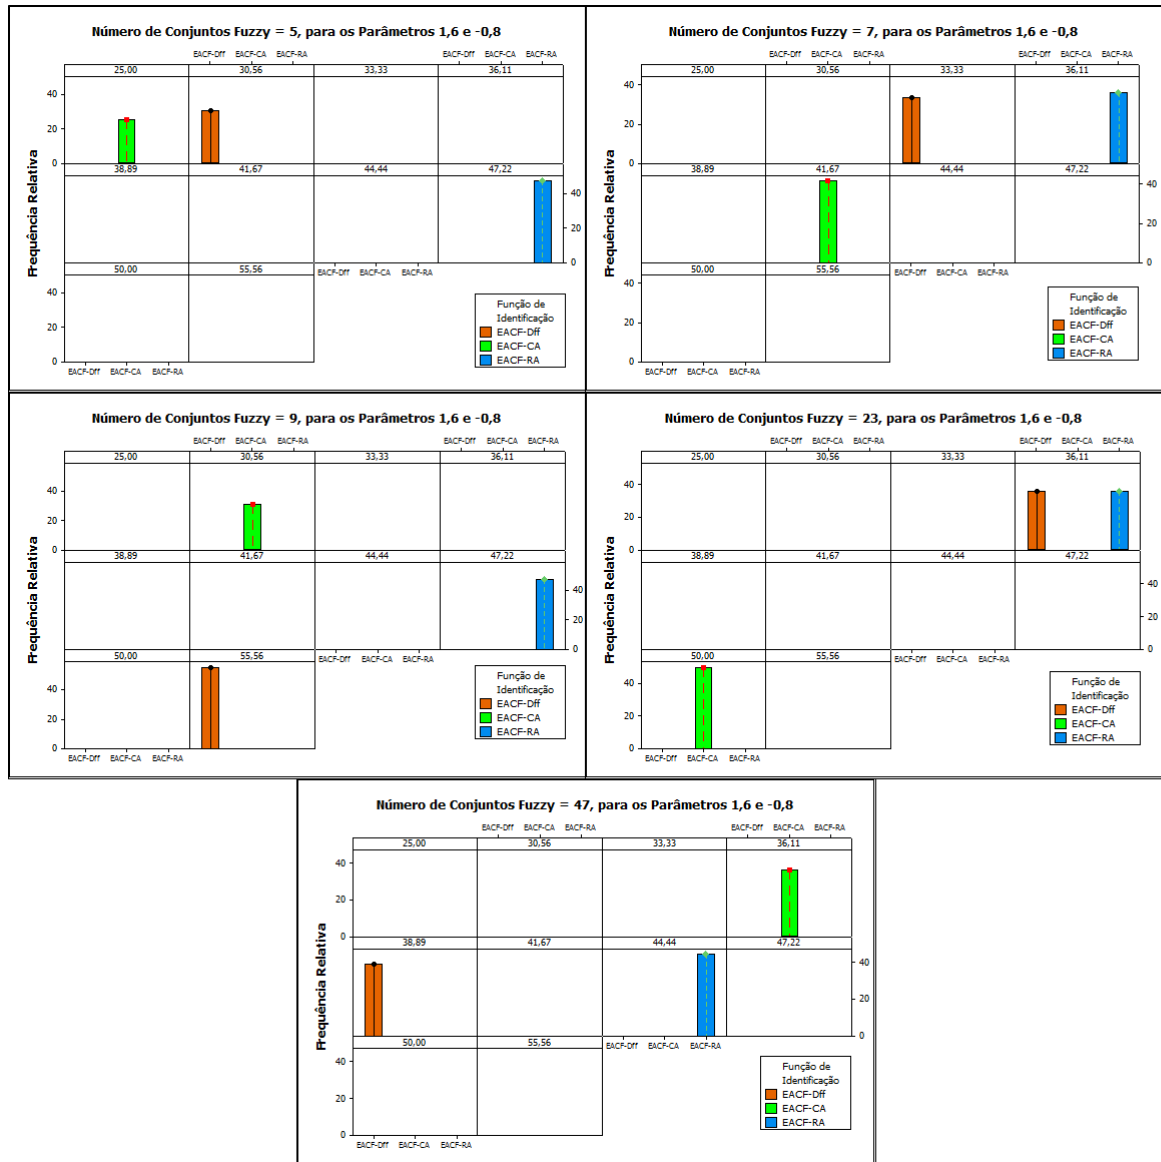 Número de Conjuntos Fuzzy = 5, para os Parâmetros 1,6 e -0,8
EACF-Dff EACF-CA EACF-RA EACF-Dff EACF-CA EACF-RA
25,00 30,56 33,33 36,11
40
20
0
38,89 41,67 44,44 47,22
40
20
0
50,00 55,56 EACF-Dff EACF-CA EACF-RA
40
20
0
EACF-Dff EACF-CA EACF-RA
Frequência Relativa
Função de
Identificação
EACF-Dff
EACF-CA
EACF-RA
Número de Conjuntos Fuzzy = 7, para os Parâmetros 1,6 e -0,8
EACF-Dff EACF-CA EACF-RA EACF-Dff EACF-CA EACF-RA
25,00 30,56 33,33 36,11
40
20
0
38,89 41,67 44,44 47,22
40
20
0
50,00 55,56 EACF-Dff EACF-CA EACF-RA
40
20
0
EACF-Dff EACF-CA EACF-RA
Frequência Relativa
Função de
Identificação
EACF-Dff
EACF-CA
EACF-RA
Número de Conjuntos Fuzzy = 9, para os Parâmetros 1,6 e -0,8
EACF-Dff EACF-CA EACF-RA EACF-Dff EACF-CA EACF-RA
25,00 30,56 33,33 36,11
40
20
0
38,89 41,67 44,44 47,22
40
20
0
50,00 55,56 EACF-Dff EACF-CA EACF-RA
40
20
0
EACF-Dff EACF-CA EACF-RA
Frequência Relativa
Função de
Identificação
EACF-Dff
EACF-CA
EACF-RA
Número de Conjuntos Fuzzy = 23, para os Parâmetros 1,6 e -0,8
EACF-Dff EACF-CA EACF-RA EACF-Dff EACF-CA EACF-RA
25,00 30,56 33,33 36,11
40
20
0
38,89 41,67 44,44 47,22
40
20
0
50,00 55,56 EACF-Dff EACF-CA EACF-RA
40
20
0
EACF-Dff EACF-CA EACF-RA
Frequência Relativa
Função de
Identificação
EACF-Dff
EACF-CA
EACF-RA
Número de Conjuntos Fuzzy = 47, para os Parâmetros 1,6 e -0,8
EACF-Dff EACF-CA EACF-RA EACF-Dff EACF-CA EACF-RA
25,00 30,56 33,33 36,11
40
20
0
38,89 41,67 44,44 47,22
40
20
0
50,00 55,56 EACF-Dff EACF-CA EACF-RA
40
20
0
EACF-Dff EACF-CA EACF-RA
Frequência Relativa
Função de
Identificação
EACF-Dff
EACF-CA
EACF-RA